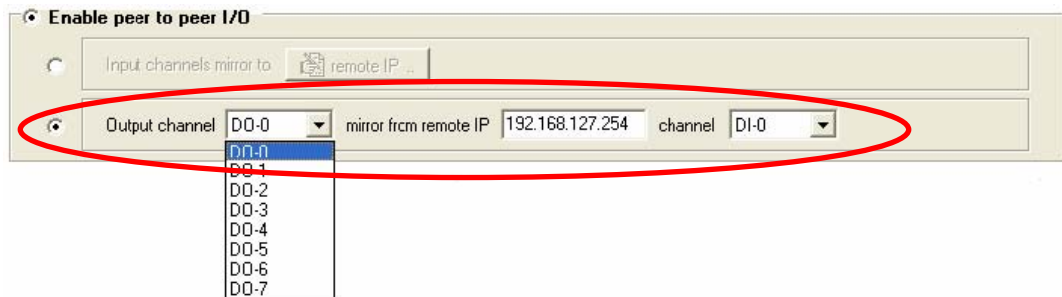 Enable peer to peer I/O
Input channels mirror to remote IP ..
Output channel DO-0 mirror from remote IP 192.168.127.254 channel DI-0
DO-0
DO-1
DO-2
DO-3
DO-4
DO-5
DO-6
DO-7